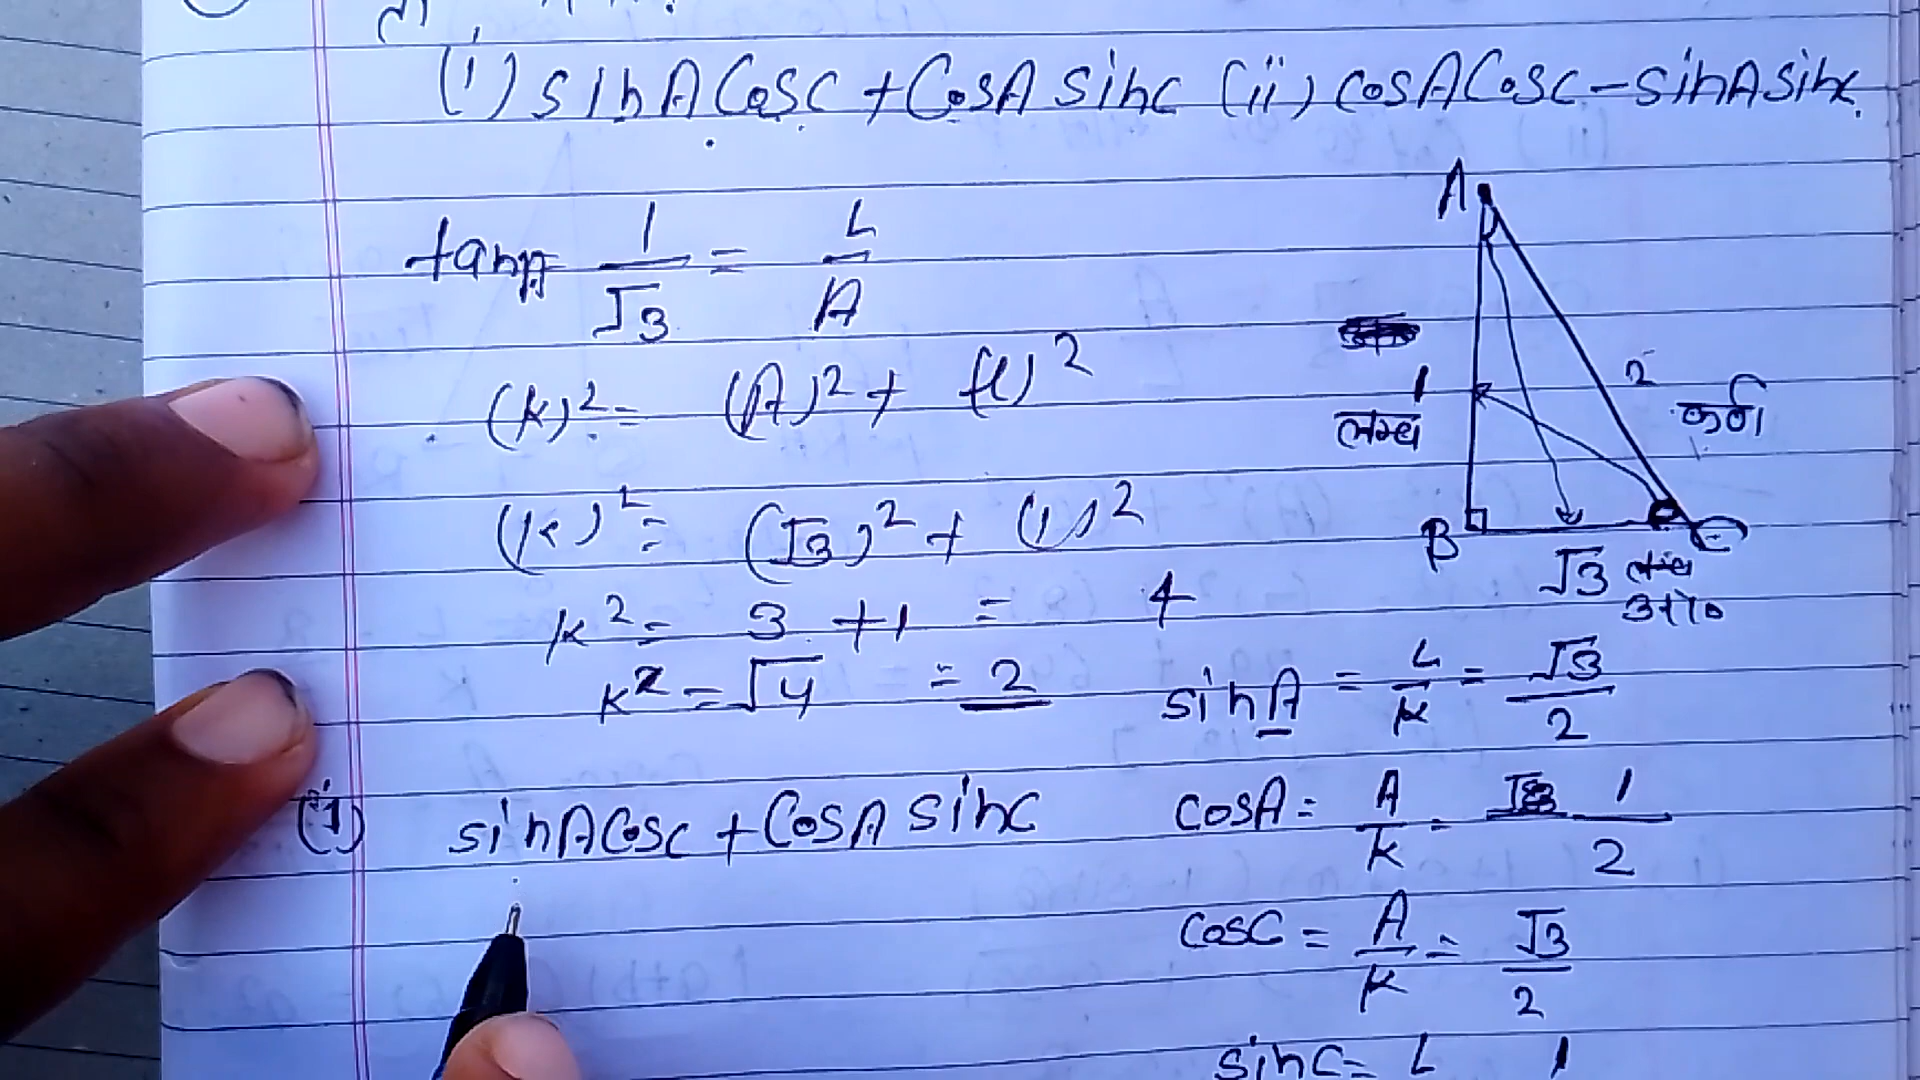 (i) sinA CosC + CosA sinC (ii) cosA CosC - sinA sinC.
tanA = 1/√3 = L/A
(k)² = (A)² + (L)²
(k)² = (√3)² + (1)²
k² = 3 + 1 = 4
k² = √4 = 2
A
1
लम्ब
2
कर्ण
B
C
√3
आधार
sinA = L/k = √3/2
cosA = A/k = 1/2
cosC = A/k = √3/2
sinC = L 1
(i) sinA CosC + CosA sinC